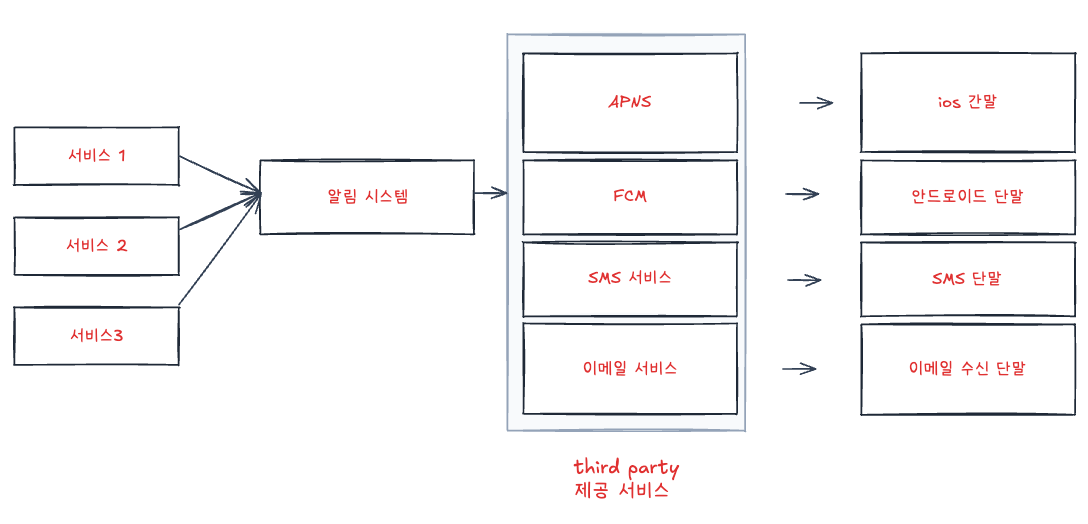 서비스 1
서비스 2
서비스3
알림 시스템
APNS
FCM
SMS 서비스
이메일 서비스
third party
제공 서비스
ios 간말
안드로이드 단말
SMS 단말
이메일 수신 단말